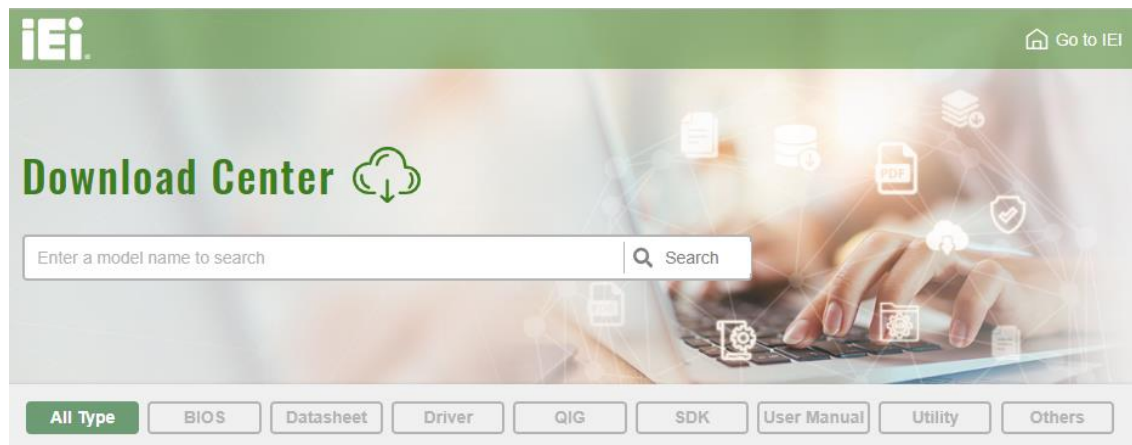 iEi.
Go to IEI
Download Center
Enter a model name to search
Search
PDF
PDF
All Type BIOS Datasheet Driver QIG SDK User Manual Utility Others